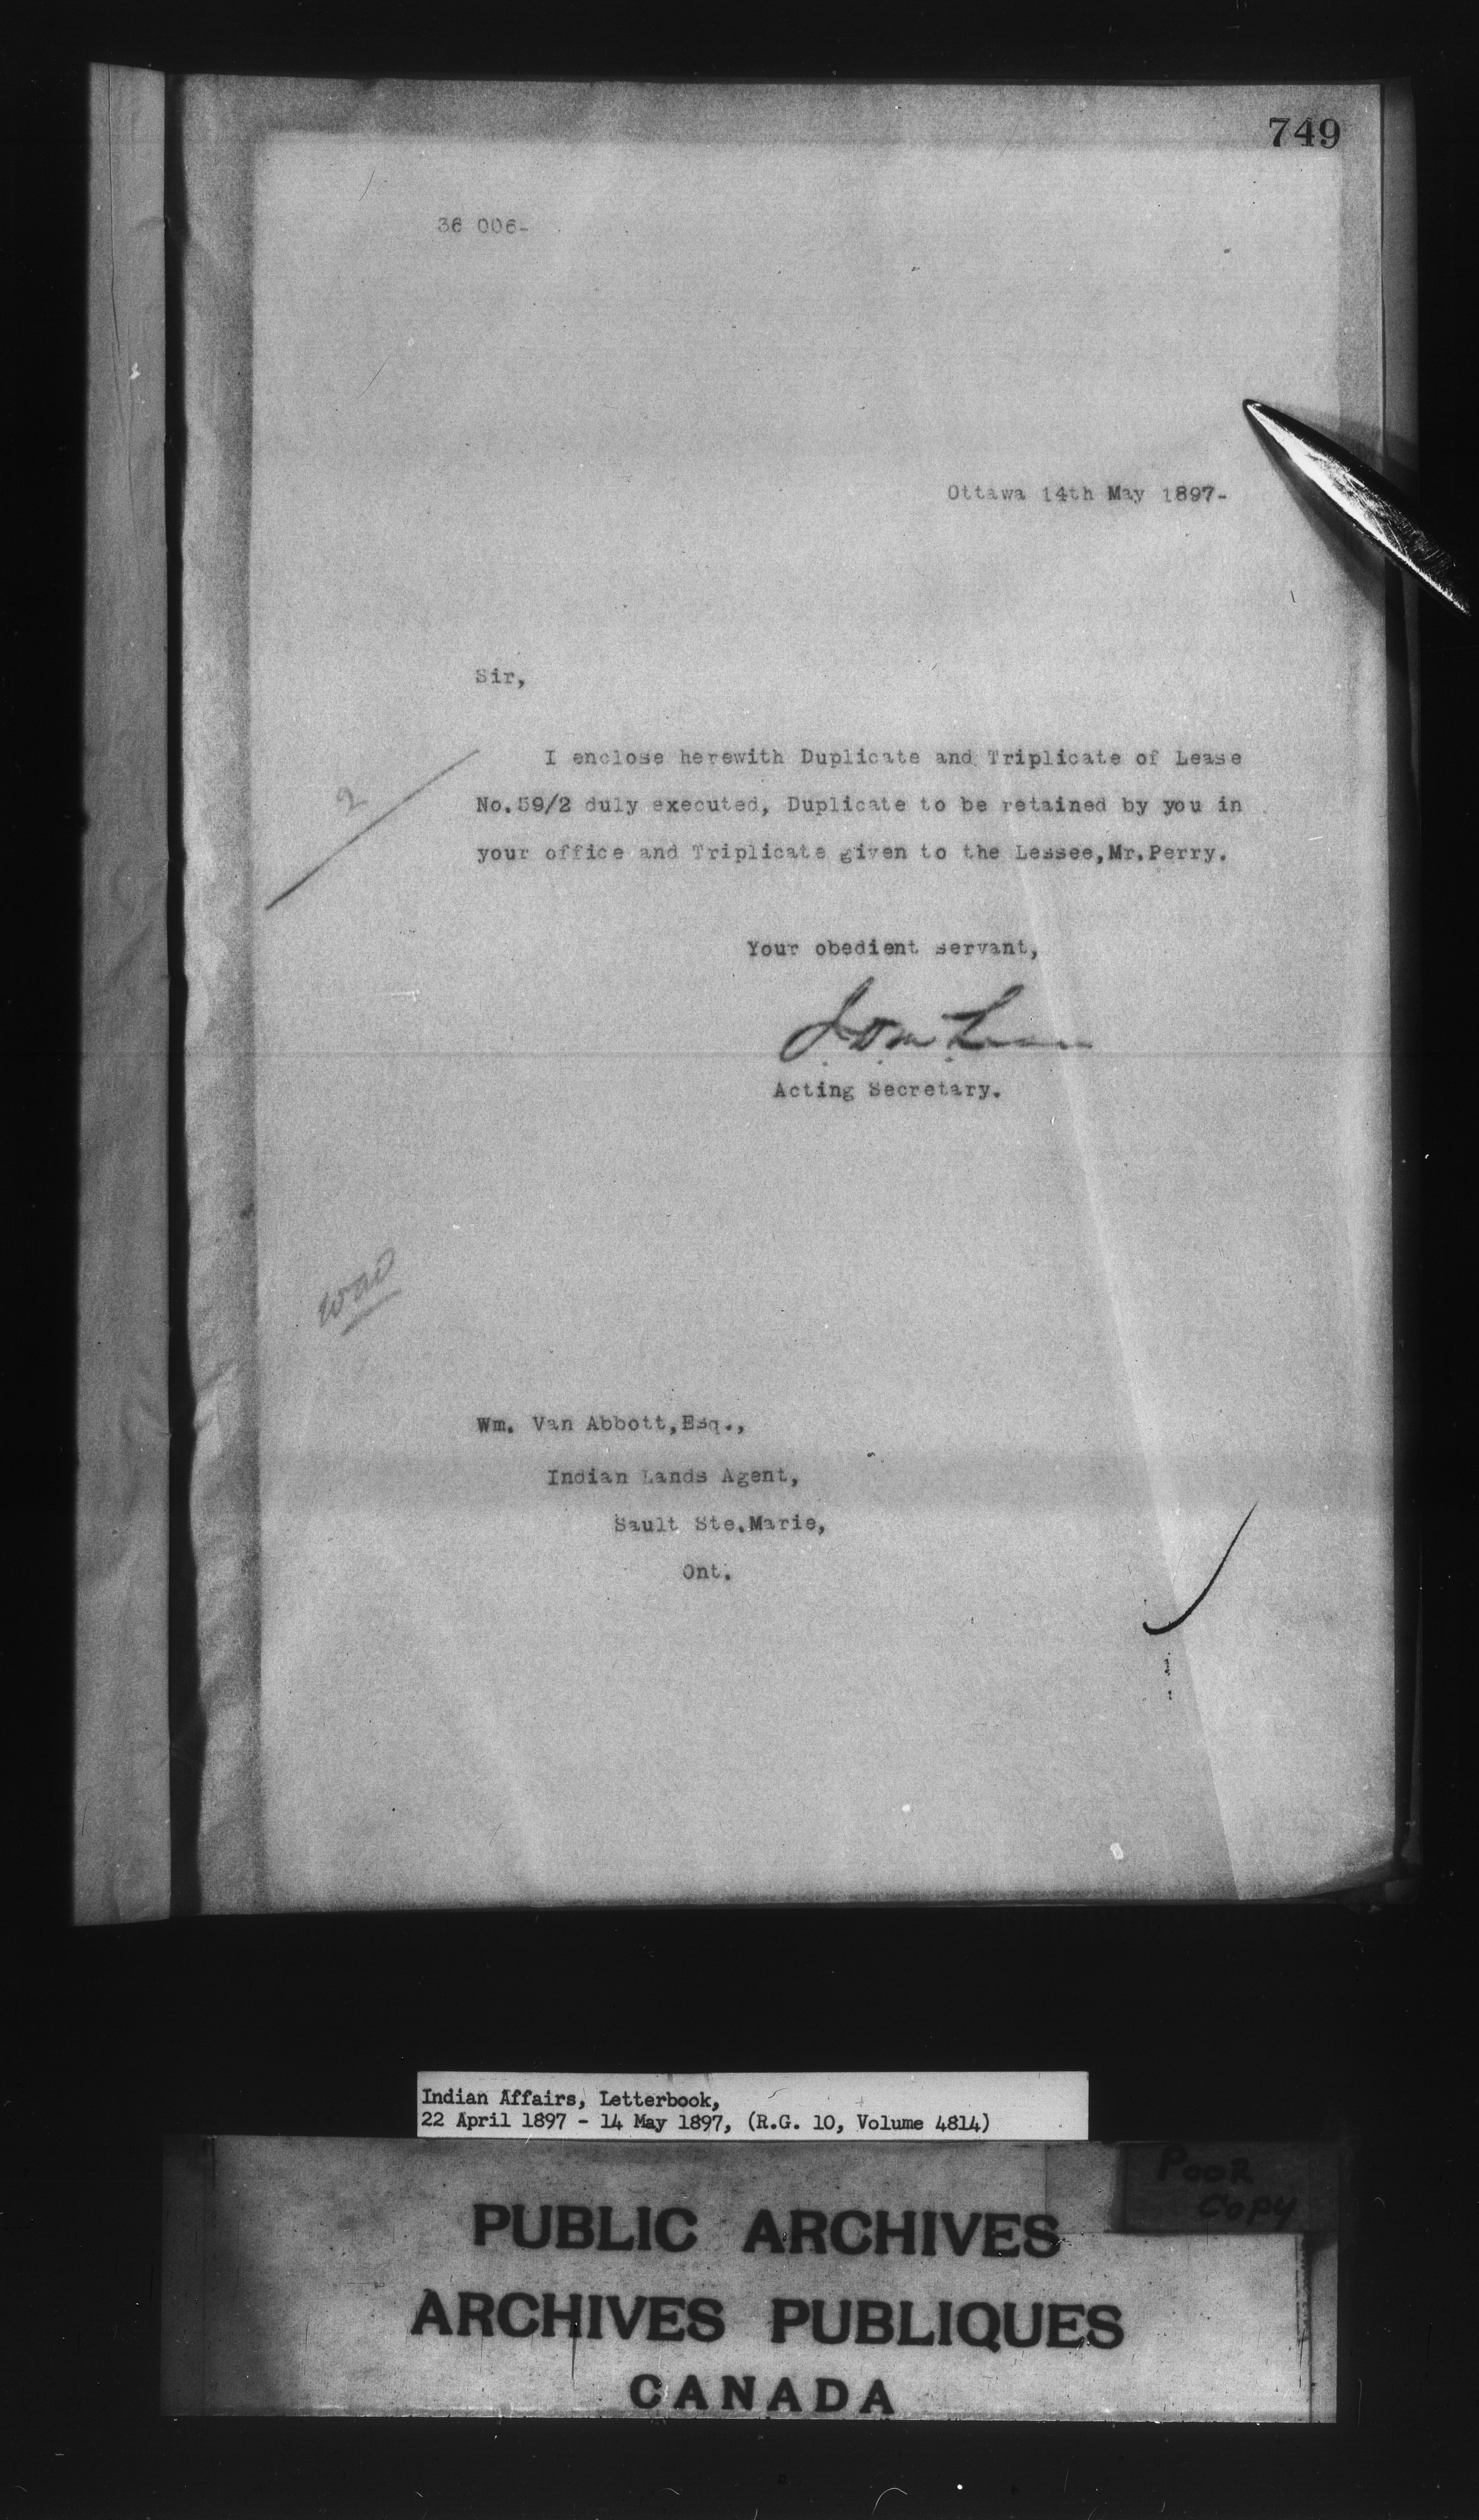 749
36 006-
Ottawa 14th May 1897-
Sir,
I enclose herewith Duplicate and Triplicate of Lease
No.59/2 duly executed, Duplicate to be retained by you in
your office and Triplicate given to the Lessee,Mr.Perry.
2
Your obedient servant,
Acting Secretary.
Wm. Van Abbott,Esq.,
Indian Lands Agent,
Sault Ste.Marie,
Ont.
Indian Affairs, Letterbook,
22 April 1897 - 14 May 1897, (R.G. 10, Volume 4814)
POOR
COPY
PUBLIC ARCHIVES
ARCHIVES PUBLIQUES
CANADA